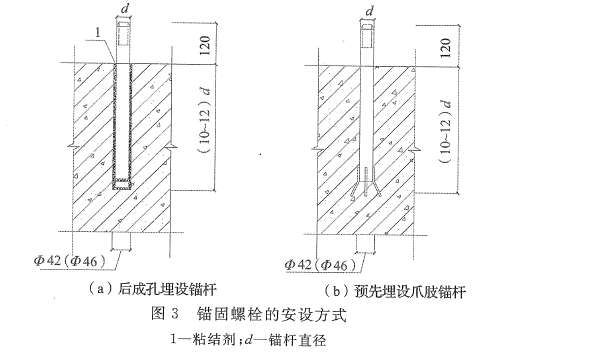 d
1
120
(10~12)d
Φ42(Φ46)
(a) 后成孔埋设锚杆
d
120
(10~12)d
Φ42(Φ46)
(b) 预先埋设爪肢锚杆
图 3 锚固螺栓的安设方式
1—粘结剂;d—锚杆直径